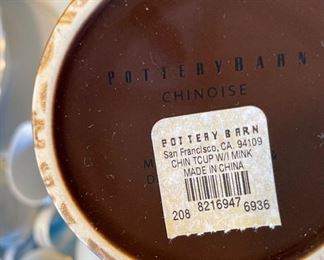 POTTERYBARN
CHINOISE
POTTERY BARN
San Francisco, CA, 94109
CHIN TCUP W/I MINK
MADE IN CHINA
208 8216947 6936